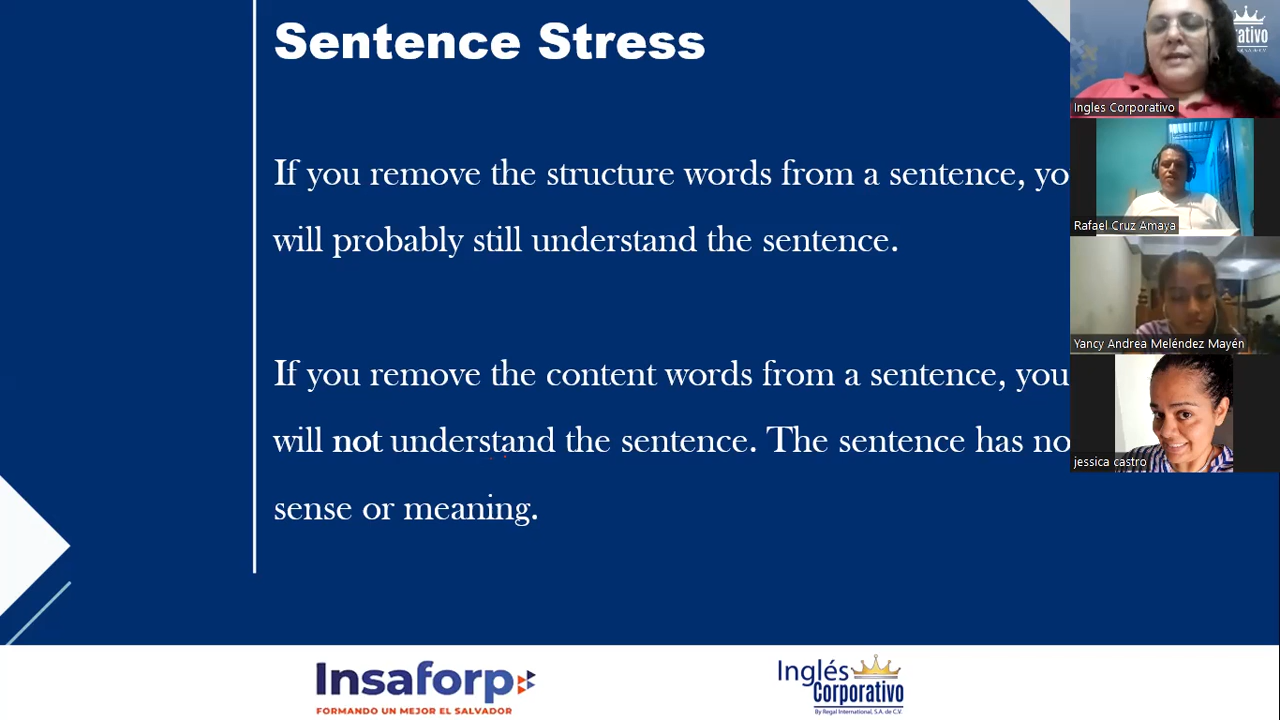 Sentence Stress
If you remove the structure words from a sentence, yo
will probably still understand the sentence.
If you remove the content words from a sentence, you
will not understand the sentence. The sentence has no
sense or meaning.
Ingles Corporativo
Rafael Cruz Amaya
Yancy Andrea Meléndez Mayén
jessica castro
Insaforp
FORMANDO UN MEJOR EL SALVADOR
Inglés
Corporativo
By Regal International, S.A. de C.V.